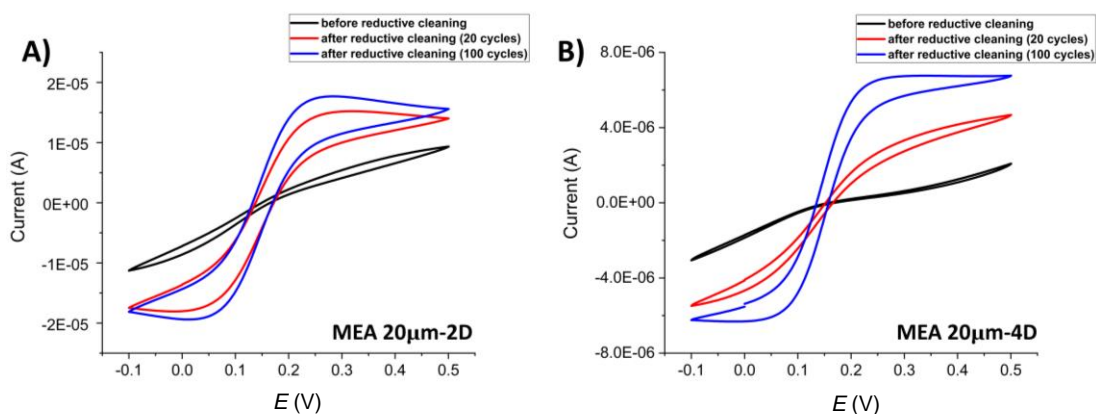 A)
before reductive cleaning
after reductive cleaning (20 cycles)
after reductive cleaning (100 cycles)
2E-05
1E-05
0E+00
-1E-05
-2E-05
Current (A)
MEA 20µm-2D
-0.1 0.0 0.1 0.2 0.3 0.4 0.5
E (V)
B)
before reductive cleaning
after reductive cleaning (20 cycles)
after reductive cleaning (100 cycles)
8.0E-06
4.0E-06
0.0E+00
-4.0E-06
-8.0E-06
Current (A)
MEA 20µm-4D
-0.1 0.0 0.1 0.2 0.3 0.4 0.5
E (V)